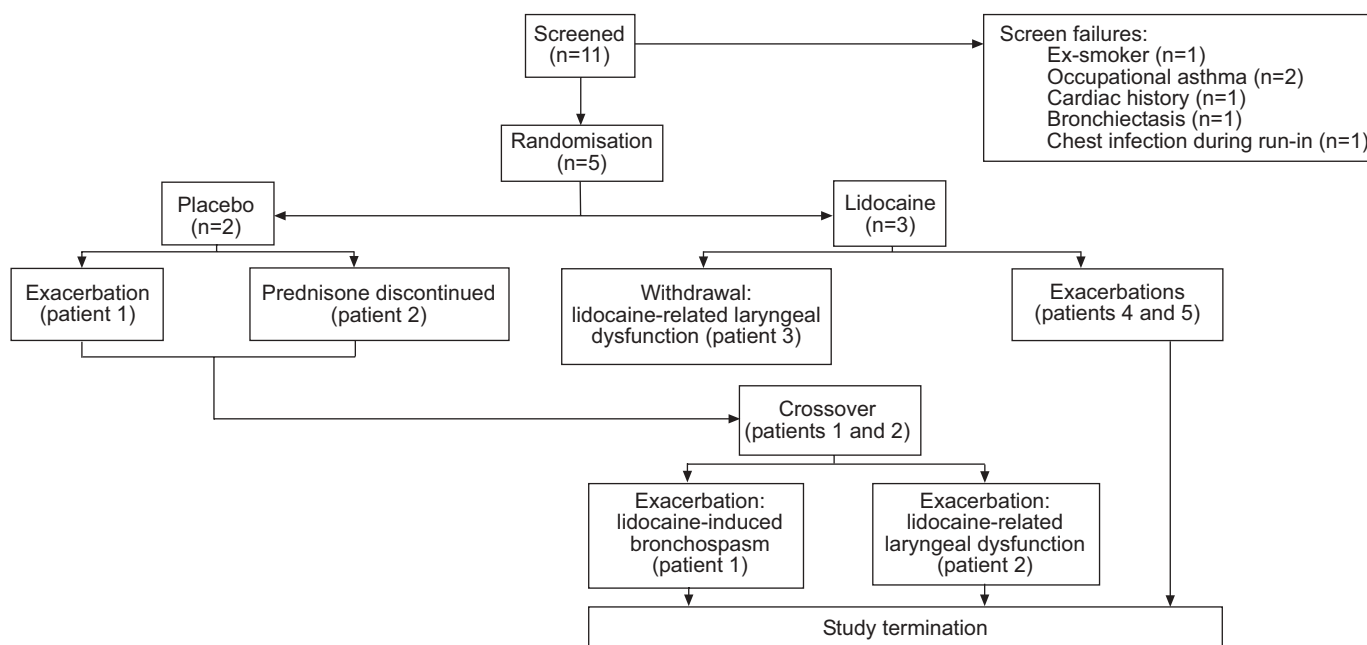 Screened
(n=11)
Screen failures:
Ex-smoker (n=1)
Occupational asthma (n=2)
Cardiac history (n=1)
Bronchiectasis (n=1)
Chest infection during run-in (n=1)
Randomisation
(n=5)
Placebo
(n=2)
Lidocaine
(n=3)
Exacerbation
(patient 1)
Prednisone discontinued
(patient 2)
Withdrawal:
lidocaine-related laryngeal
dysfunction (patient 3)
Exacerbations
(patients 4 and 5)
Crossover
(patients 1 and 2)
Exacerbation:
lidocaine-induced
bronchospasm
(patient 1)
Exacerbation:
lidocaine-related
laryngeal dysfunction
(patient 2)
Study termination